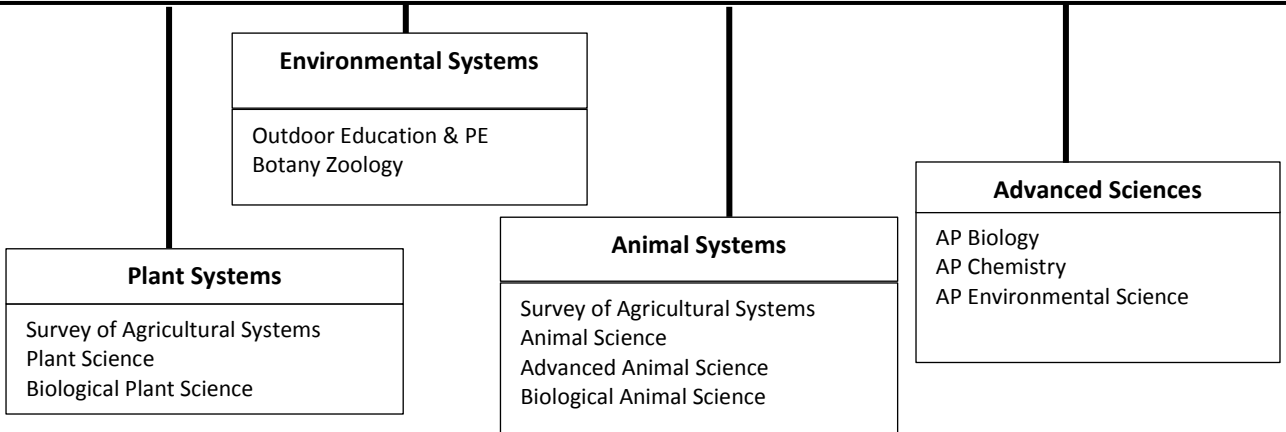 Environmental Systems
Outdoor Education & PE
Botany Zoology
Advanced Sciences
AP Biology
AP Chemistry
AP Environmental Science
Animal Systems
Survey of Agricultural Systems
Animal Science
Advanced Animal Science
Biological Animal Science
Plant Systems
Survey of Agricultural Systems
Plant Science
Biological Plant Science